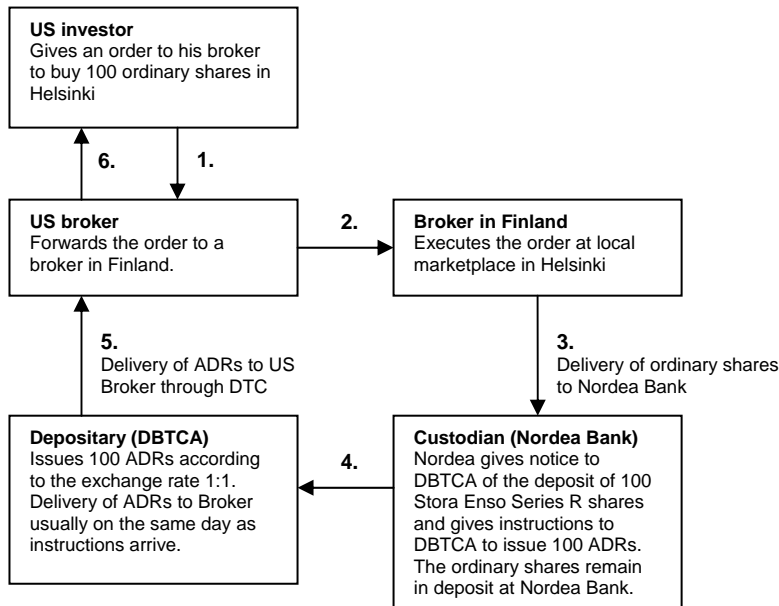 US investor
Gives an order to his broker
to buy 100 ordinary shares in
Helsinki
6.
1.
US broker
Forwards the order to a
broker in Finland.
2.
Broker in Finland
Executes the order at local
marketplace in Helsinki
5.
Delivery of ADRs to US
Broker through DTC
3.
Delivery of ordinary shares
to Nordea Bank
Depositary (DBTCA)
Issues 100 ADRs according
to the exchange rate 1:1.
Delivery of ADRs to Broker
usually on the same day as
instructions arrive.
4.
Custodian (Nordea Bank)
Nordea gives notice to
DBTCA of the deposit of 100
Stora Enso Series R shares
and gives instructions to
DBTCA to issue 100 ADRs.
The ordinary shares remain
in deposit at Nordea Bank.